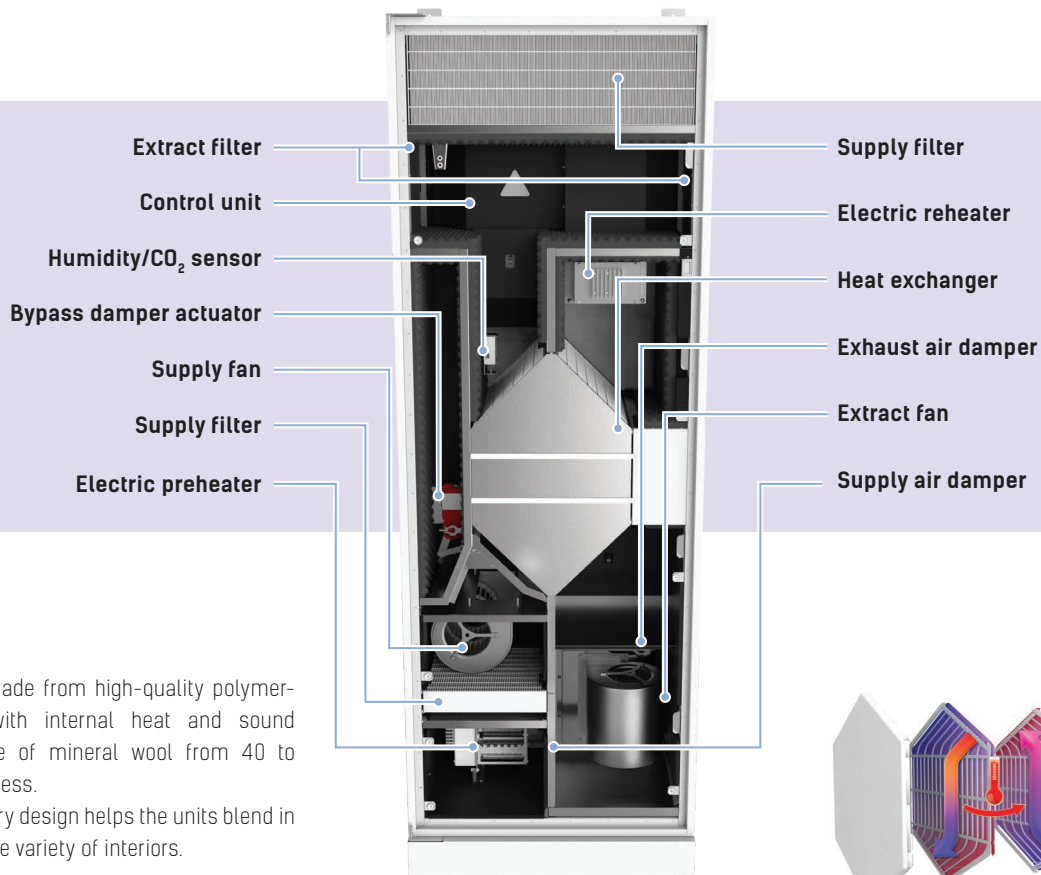 Extract filter
Control unit
Humidity/CO₂ sensor
Bypass damper actuator
Supply fan
Supply filter
Electric preheater
Supply filter
Electric reheater
Heat exchanger
Exhaust air damper
Extract fan
Supply air damper
ade from high-quality polymer-
with internal heat and sound
e of mineral wool from 40 to
ess.
ry design helps the units blend in
e variety of interiors.